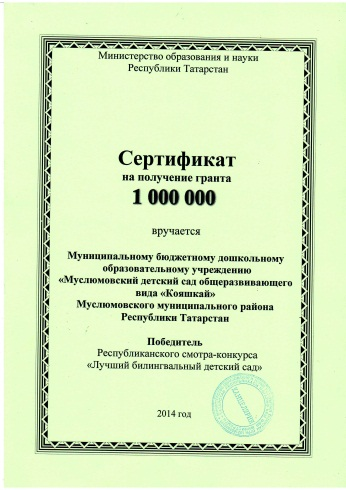 Министерство образования и науки
Республики Татарстан
Сертификат
на получение гранта
1 000 000
вручается
Муниципальному бюджетному дошкольному
образовательному учреждению
«Муслюмовский детский сад общеразвивающего
вида «Кояшкай»
Муслюмовского муниципального района
Республики Татарстан
Победитель
Республиканского смотра-конкурса
«Лучший билингвальный детский сад»
2014 год